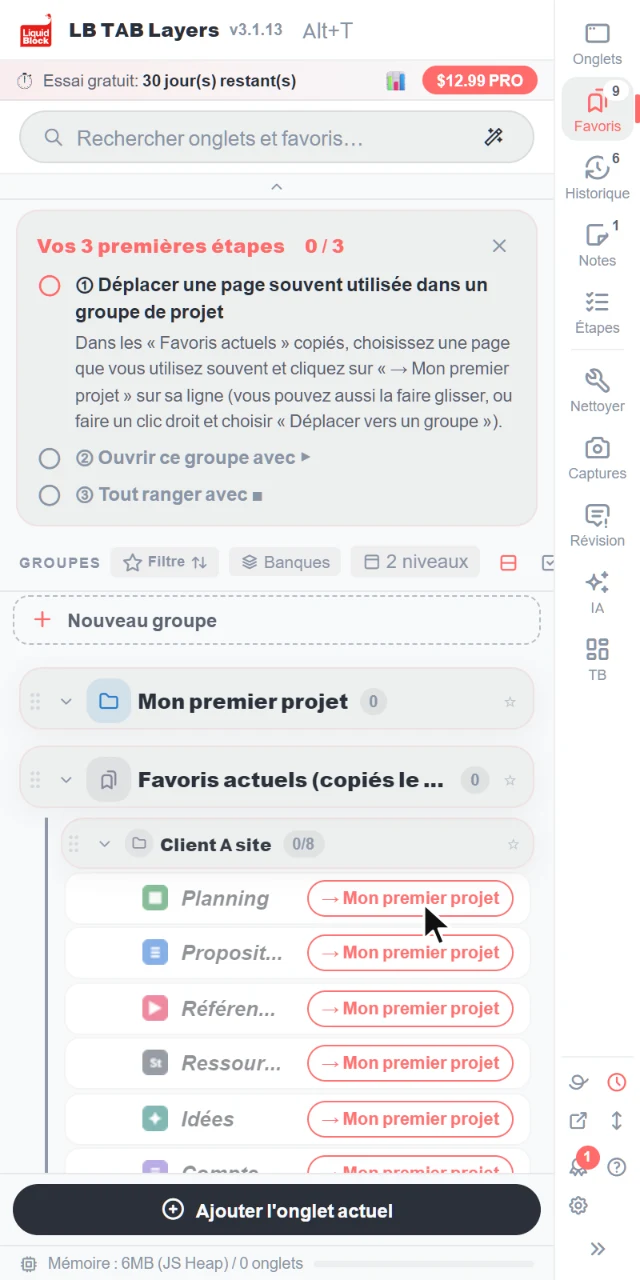 Liquid Block
LB TAB Layers v3.1.13 Alt+T
Essai gratuit: 30 jour(s) restant(s)
$12.99 PRO
Rechercher onglets et favoris…
Vos 3 premières étapes 0 / 3
① Déplacer une page souvent utilisée dans un
groupe de projet
Dans les « Favoris actuels » copiés, choisissez une page
que vous utilisez souvent et cliquez sur « → Mon premier
projet » sur sa ligne (vous pouvez aussi la faire glisser, ou
faire un clic droit et choisir « Déplacer vers un groupe »).
② Ouvrir ce groupe avec ▶
③ Tout ranger avec ■
GROUPES Filtre Banques 2 niveaux
+ Nouveau groupe
Mon premier projet 0
Favoris actuels (copiés le ... 0
Client A site 0/8
Planning → Mon premier projet
Proposit... → Mon premier projet
Référen... → Mon premier projet
St Ressour... → Mon premier projet
Idées → Mon premier projet
Compte → Mon premier projet
Ajouter l'onglet actuel
Mémoire : 6MB (JS Heap) / 0 onglets
Onglets
9
Favoris
6
Historique
1
Notes
Étapes
Nettoyer
Captures
Révision
IA
TB
1